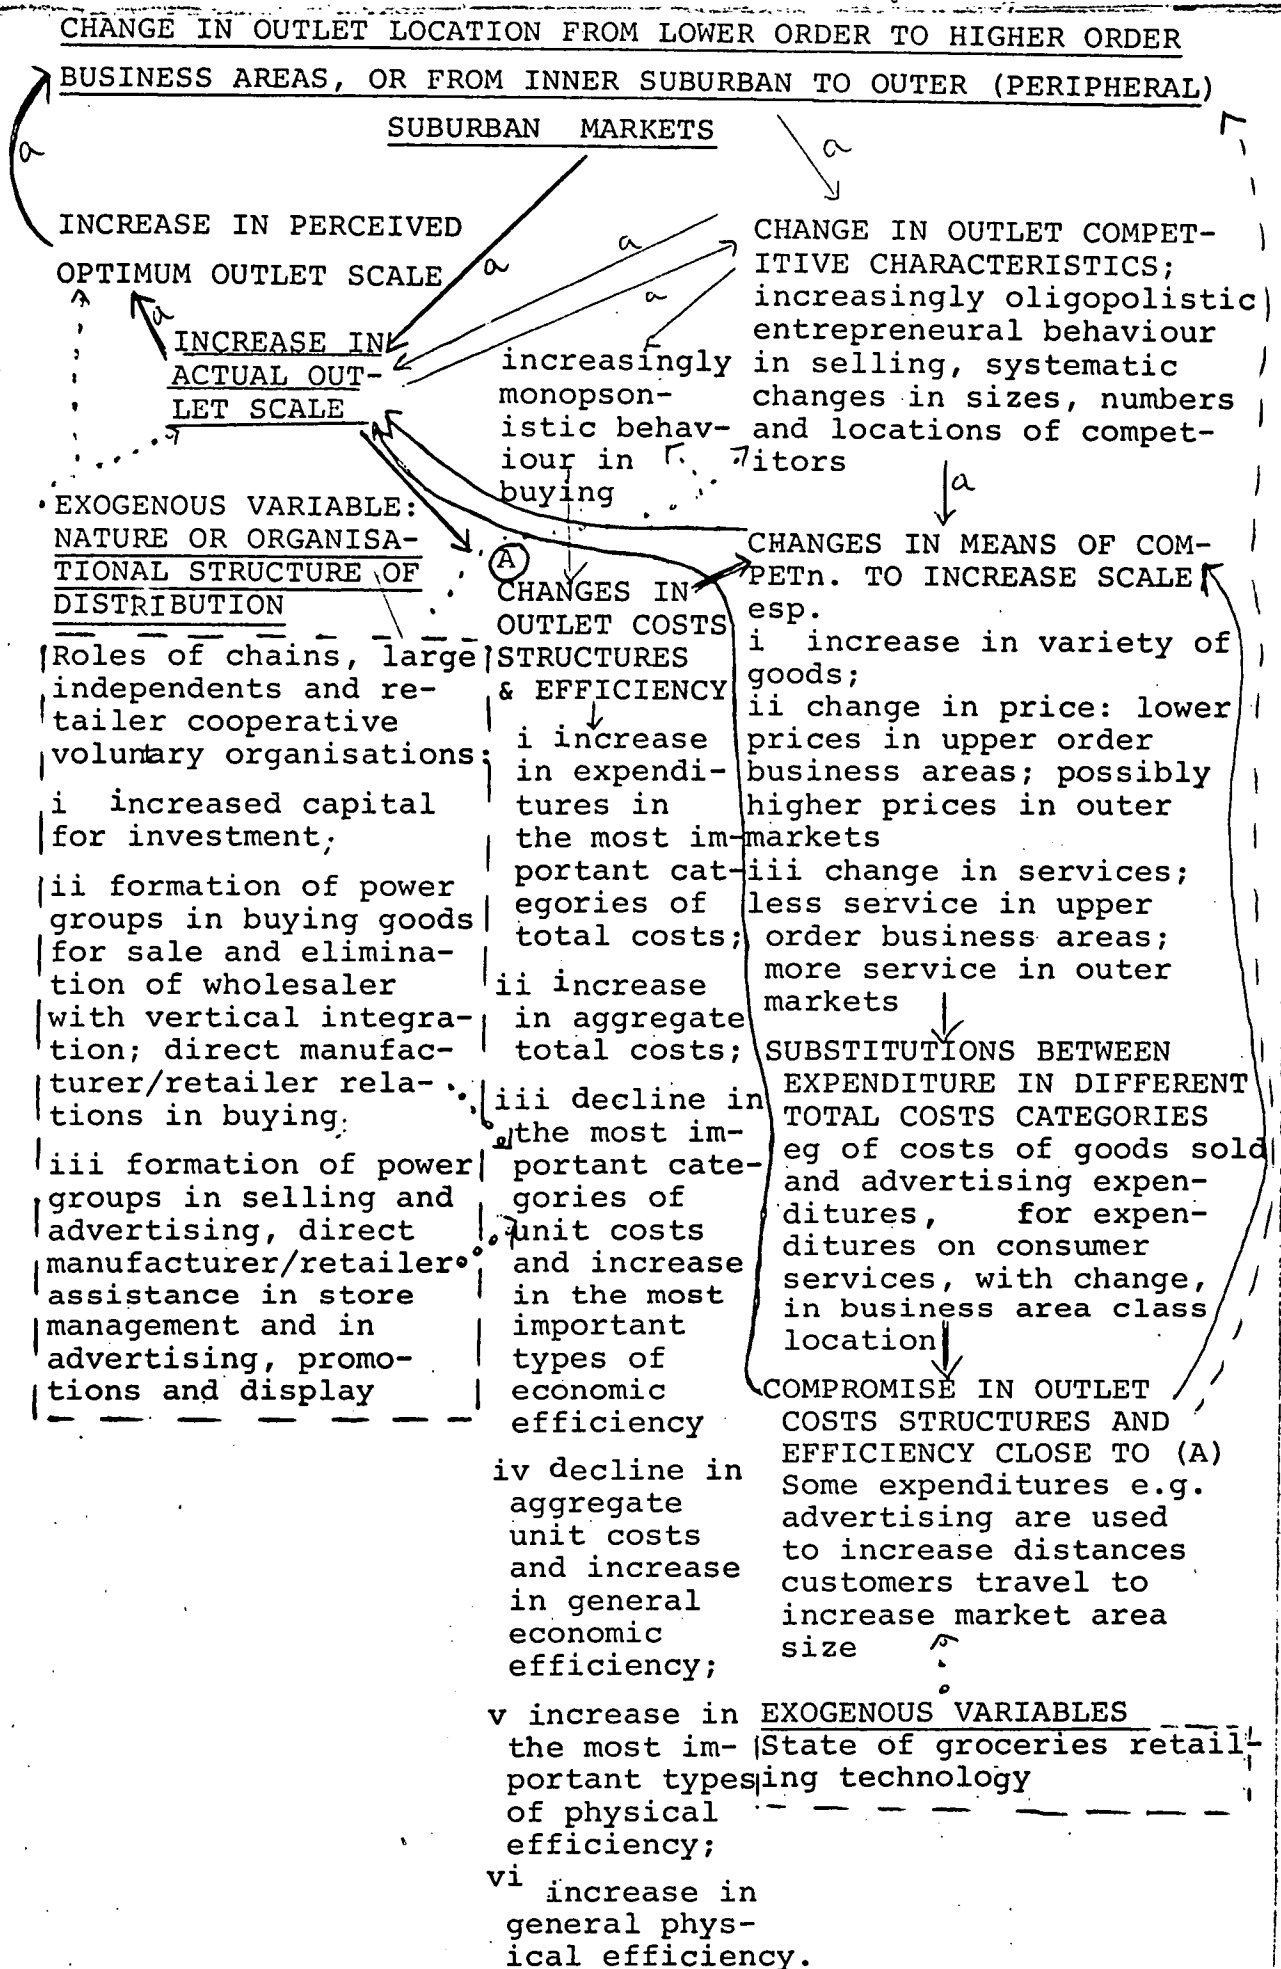 CHANGE IN OUTLET LOCATION FROM LOWER ORDER TO HIGHER ORDER
BUSINESS AREAS, OR FROM INNER SUBURBAN TO OUTER (PERIPHERAL)
SUBURBAN MARKETS
a
a
INCREASE IN PERCEIVED
OPTIMUM OUTLET SCALE
a
a
a
a
INCREASE IN
ACTUAL OUT-
LET SCALE
increasingly
monopson-
istic behav-
iour in
buying
CHANGE IN OUTLET COMPET-
ITIVE CHARACTERISTICS;
increasingly oligopolistic
entrepreneural behaviour
in selling, systematic
changes in sizes, numbers
and locations of compet-
itors
a
EXOGENOUS VARIABLE:
NATURE OR ORGANISA-
TIONAL STRUCTURE OF
DISTRIBUTION
Roles of chains, large
independents and re-
tailer cooperative
voluntary organisations;
i increased capital
for investment;
ii formation of power
groups in buying goods
for sale and elimina-
tion of wholesaler
with vertical integra-
tion; direct manufac-
turer/retailer rela-
tions in buying.
iii formation of power
groups in selling and
advertising, direct
manufacturer/retailer
assistance in store
management and in
advertising, promo-
tions and display
A
CHANGES IN
OUTLET COSTS
STRUCTURES
& EFFICIENCY
i increase
in expendi-
tures in
the most im-
portant cat-
egories of
total costs;
ii increase
in aggregate
total costs;
iii decline in
the most im-
portant cate-
gories of
unit costs
and increase
in the most
important
types of
economic
efficiency
iv decline in
aggregate
unit costs
and increase
in general
economic
efficiency;
v increase in
the most im-
portant types
of physical
efficiency;
vi increase in
general phys-
ical efficiency.
CHANGES IN MEANS OF COM-
PETn. TO INCREASE SCALE
esp.
i increase in variety of
goods;
ii change in price: lower
prices in upper order
business areas; possibly
higher prices in outer
markets
iii change in services;
less service in upper
order business areas;
more service in outer
markets
SUBSTITUTIONS BETWEEN
EXPENDITURE IN DIFFERENT
TOTAL COSTS CATEGORIES
eg of costs of goods sold
and advertising expen-
ditures, for expen-
ditures on consumer
services, with change,
in business area class
location
COMPROMISE IN OUTLET
COSTS STRUCTURES AND
EFFICIENCY CLOSE TO (A)
Some expenditures e.g.
advertising are used
to increase distances
customers travel to
increase market area
size
EXOGENOUS VARIABLES
State of groceries retail-
ing technology